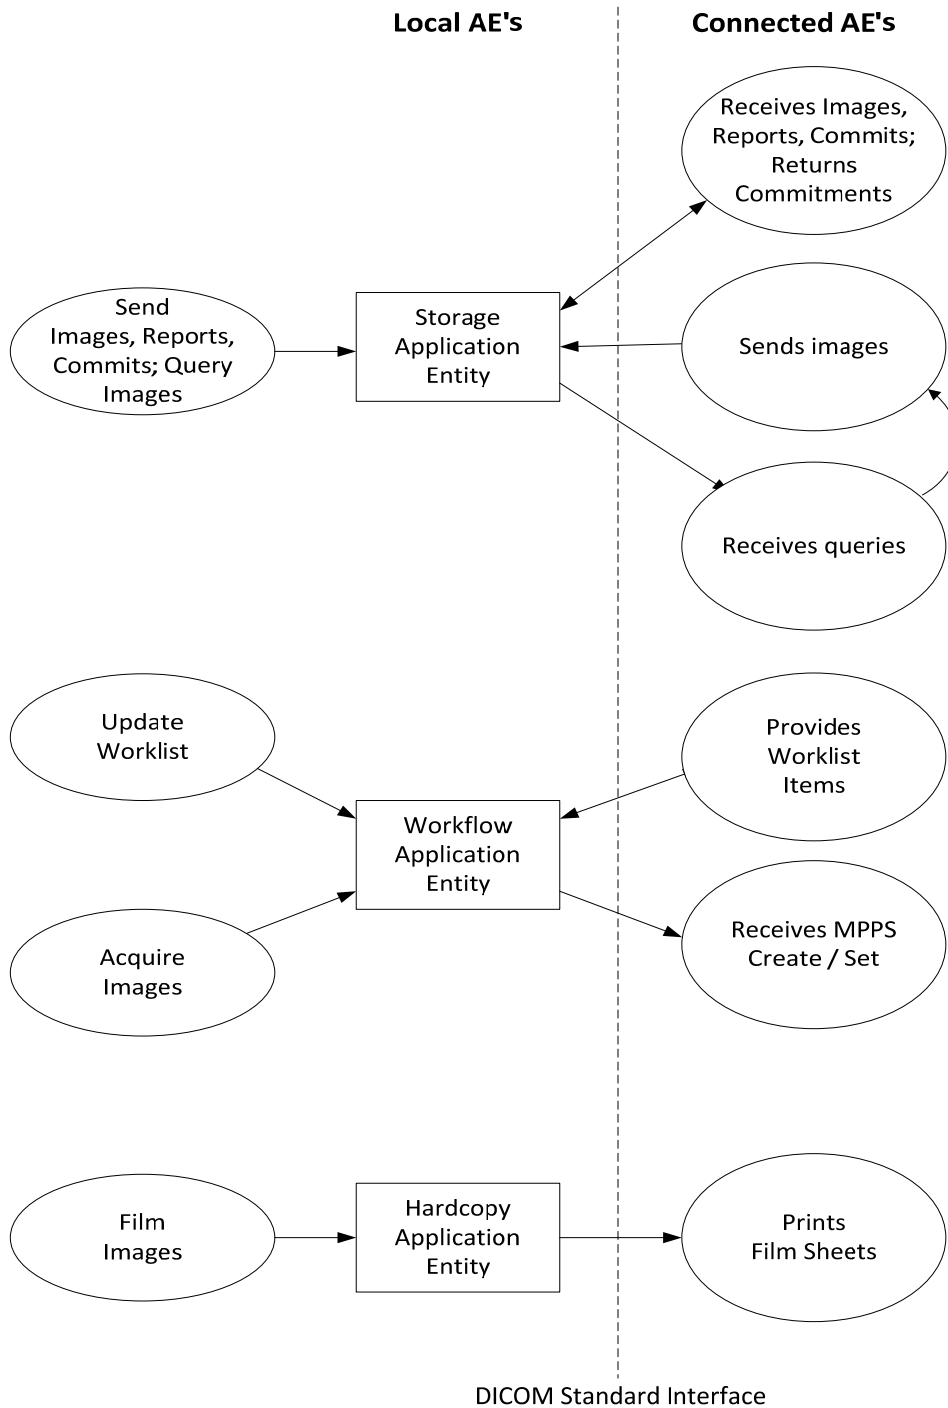 Local AE's
Connected AE's
Receives Images,
Reports, Commits;
Returns
Commitments
Send
Images, Reports,
Commits; Query
Images
Storage
Application
Entity
Sends images
Receives queries
Update
Worklist
Provides
Worklist
Items
Workflow
Application
Entity
Acquire
Images
Receives MPPS
Create / Set
Film
Images
Hardcopy
Application
Entity
Prints
Film Sheets
DICOM Standard Interface